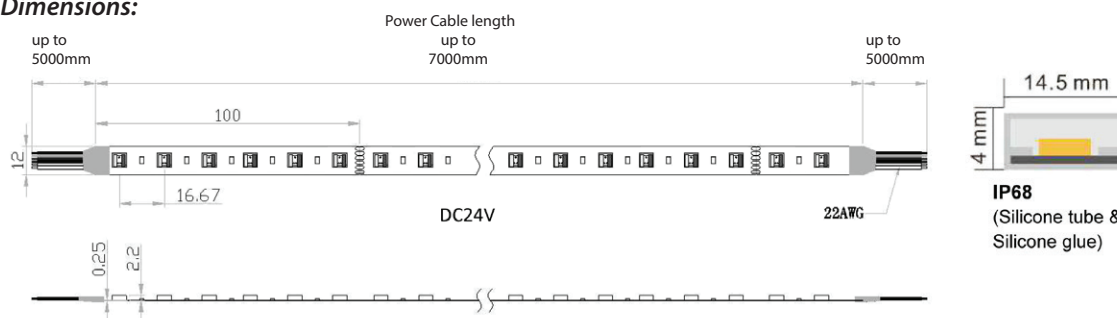 Dimensions:
Power Cable length
up to
7000mm
up to
5000mm
up to
5000mm
100
12
16.67
DC24V
22AWG
0.25
2.2
14.5 mm
4 mm
IP68
(Silicone tube &
Silicone glue)